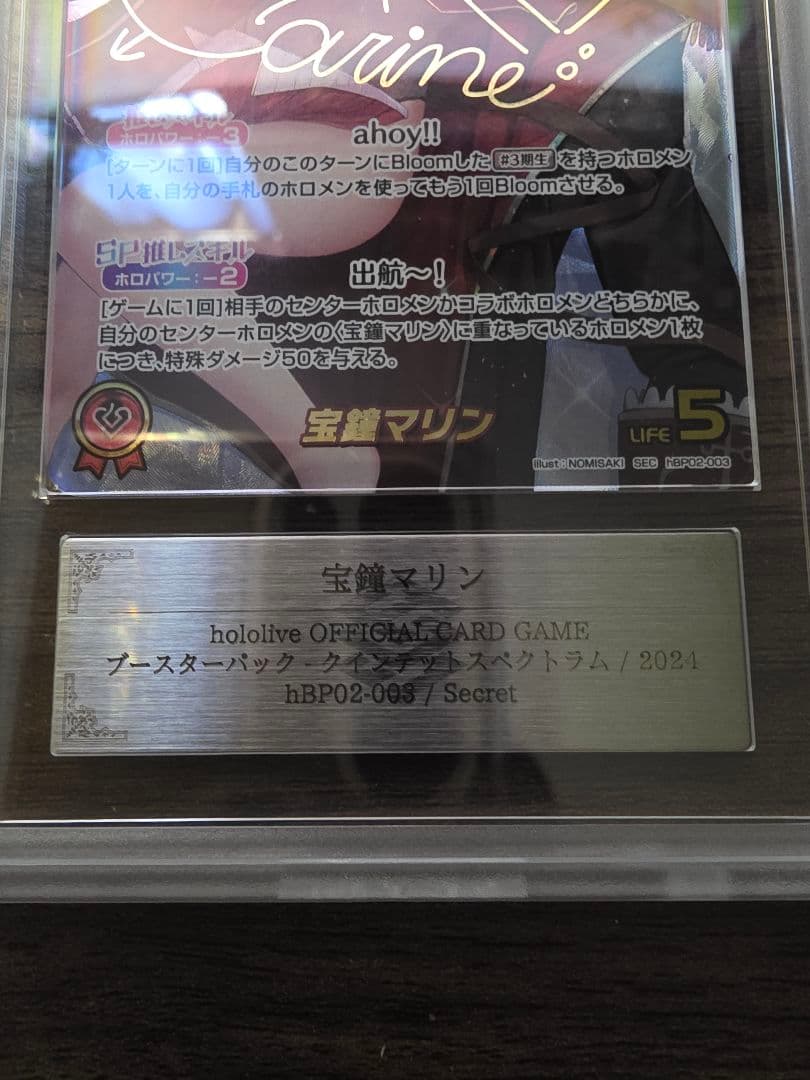 Marine
推しスキル
ホロパワー：－3
ahoy!!
[ターンに1回]自分のこのターンにBloomした #3期生 を持つホロメン
1人を、自分の手札のホロメンを使ってもう1回Bloomさせる。
SP推しスキル
ホロパワー：－2
出航～！
[ゲームに1回]相手のセンターホロメンかコラボホロメンどちらかに、
自分のセンターホロメンの〈宝鐘マリン〉に重なっているホロメン1枚
につき、特殊ダメージ50を与える。
宝鐘マリン
LIFE 5
illust：NOMISAKI SEC hBP02-003
宝鐘マリン
hololive OFFICIAL CARD GAME
ブースターパック - クインテットスペクトラム / 2024
hBP02-003 / Secret